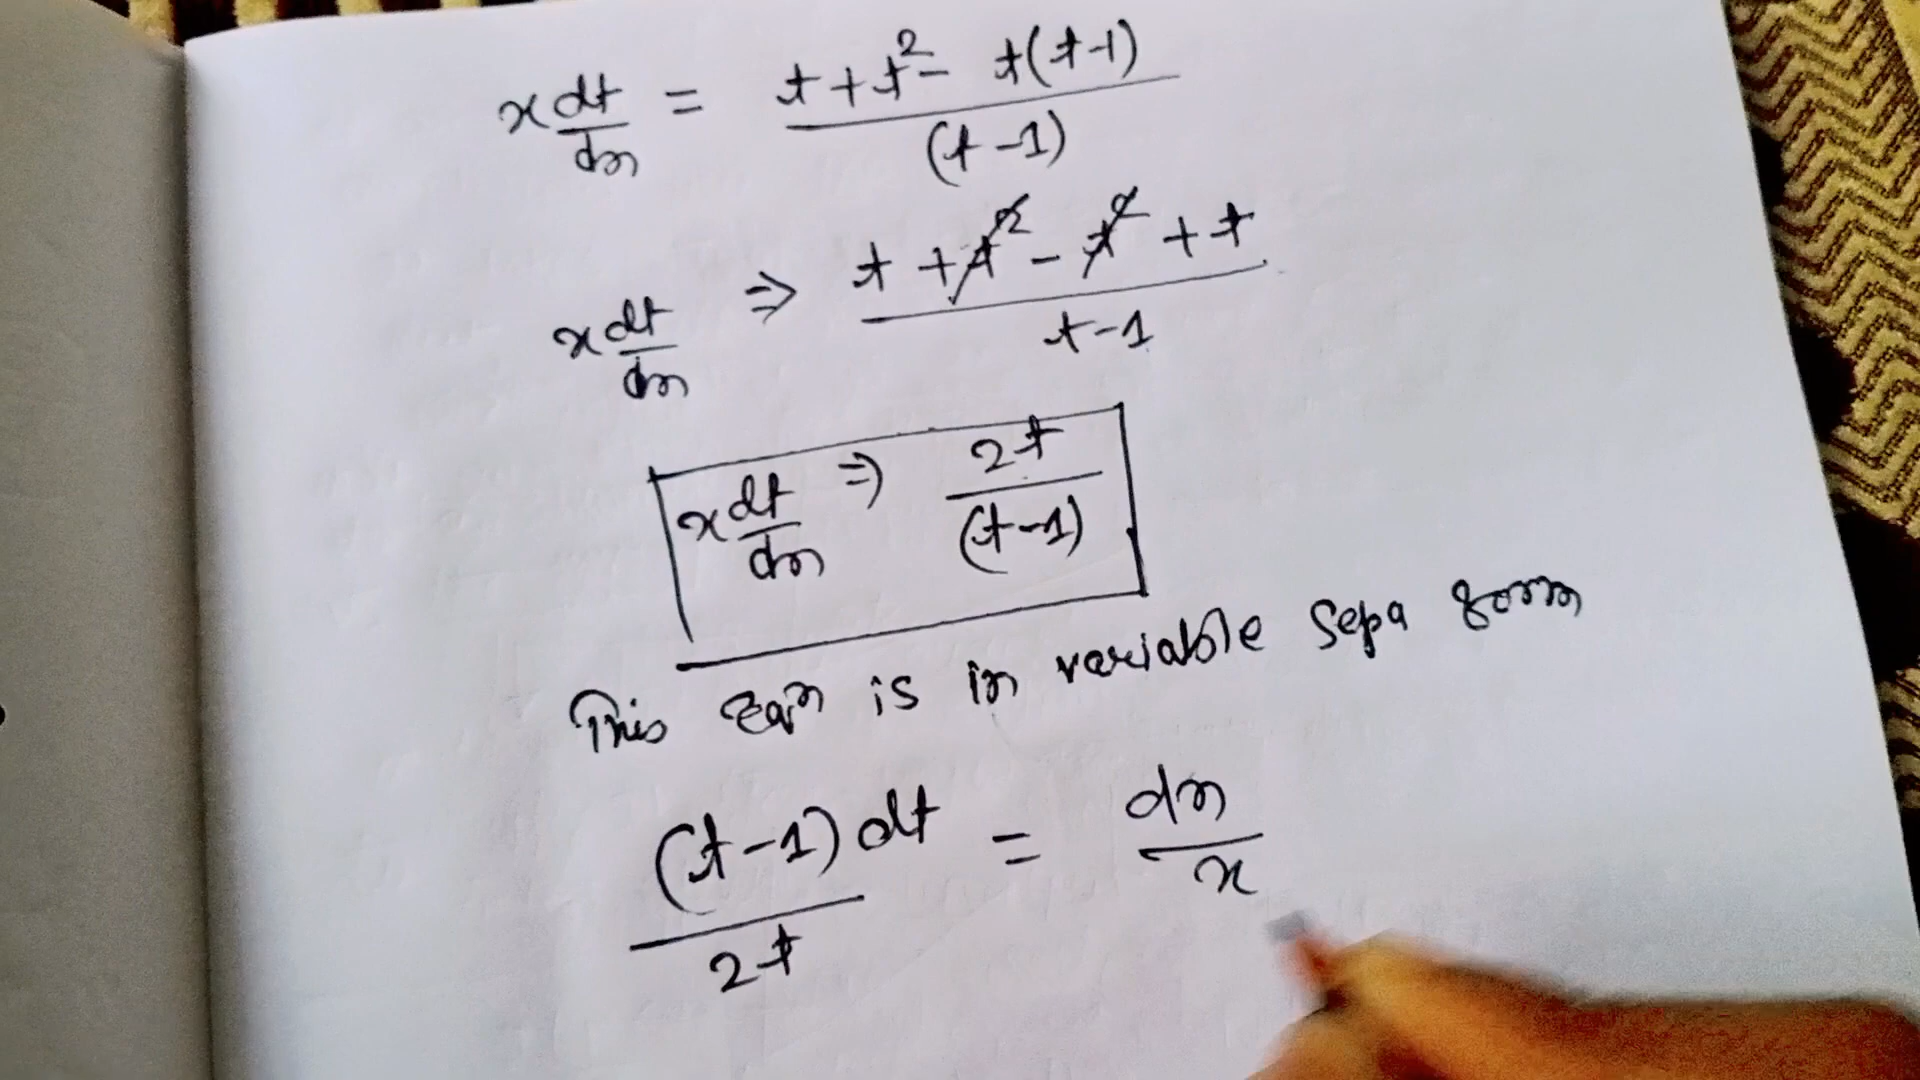 x dt/dx = (t + t² - t(t-1))/(t-1)
x dt/dx ⇒ (t + t² - t² + t)/(t-1)
x dt/dx ⇒ 2t/(t-1)
This Eqn is in variable Sepa form
(t-1)dt/2t = dx/x